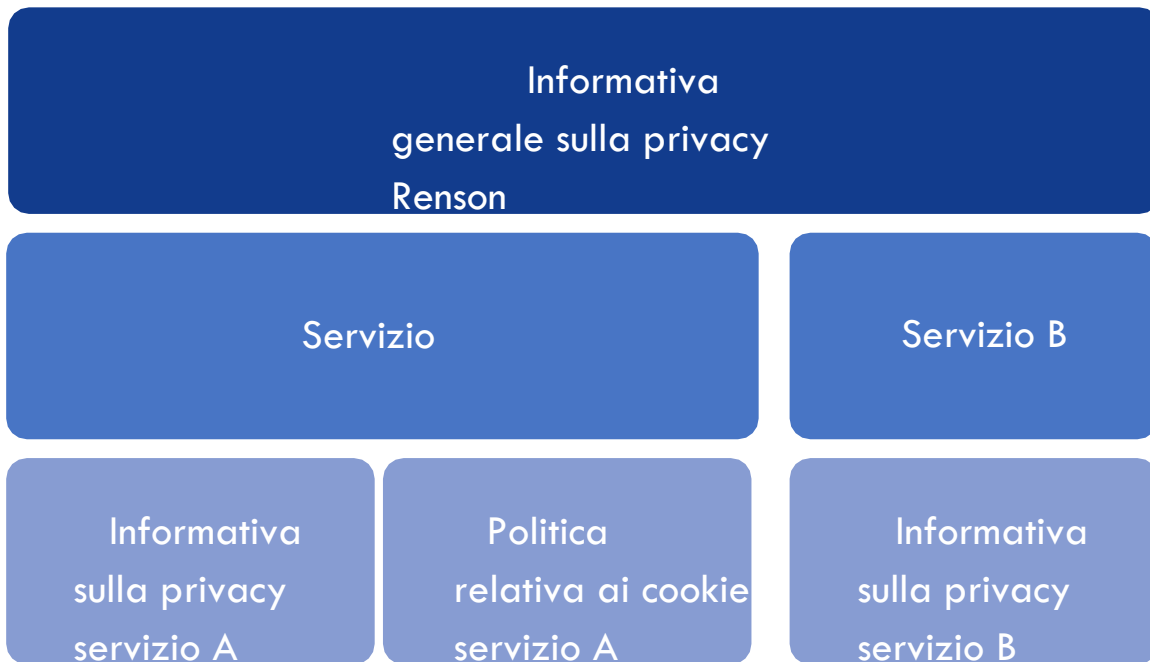 Informativa
generale sulla privacy
Renson
Servizio
Servizio B
Informativa
sulla privacy
servizio A
Politica
relativa ai cookie
servizio A
Informativa
sulla privacy
servizio B